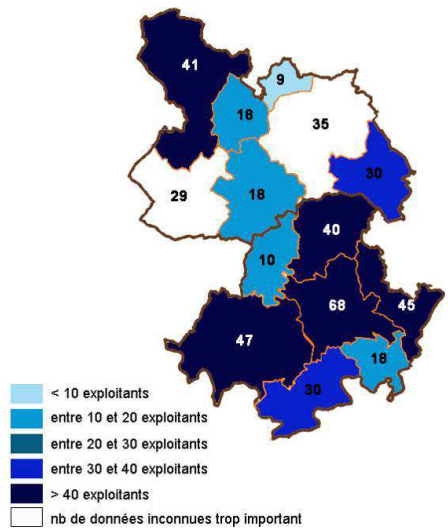 41
9
18
35
30
29
18
40
10
45
68
47
18
30
< 10 exploitants
entre 10 et 20 exploitants
entre 20 et 30 exploitants
entre 30 et 40 exploitants
> 40 exploitants
nb de données inconnues trop important